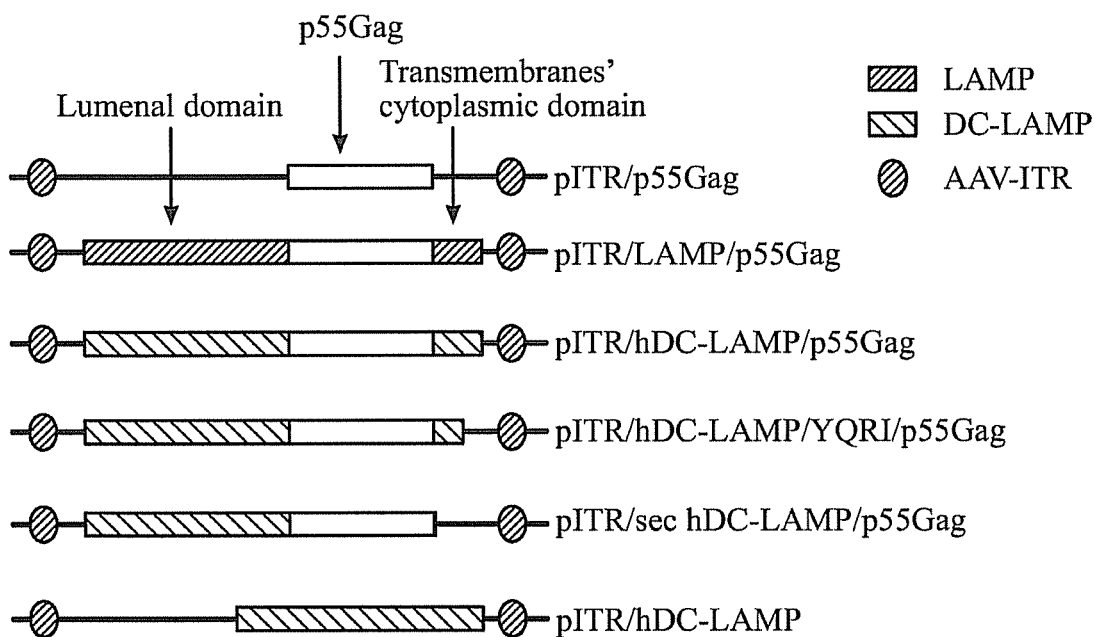 p55Gag
Transmembranes’
cytoplasmic domain
Lumenal domain
LAMP
DC-LAMP
AAV-ITR
pITR/p55Gag
pITR/LAMP/p55Gag
pITR/hDC-LAMP/p55Gag
pITR/hDC-LAMP/YQRI/p55Gag
pITR/sec hDC-LAMP/p55Gag
pITR/hDC-LAMP